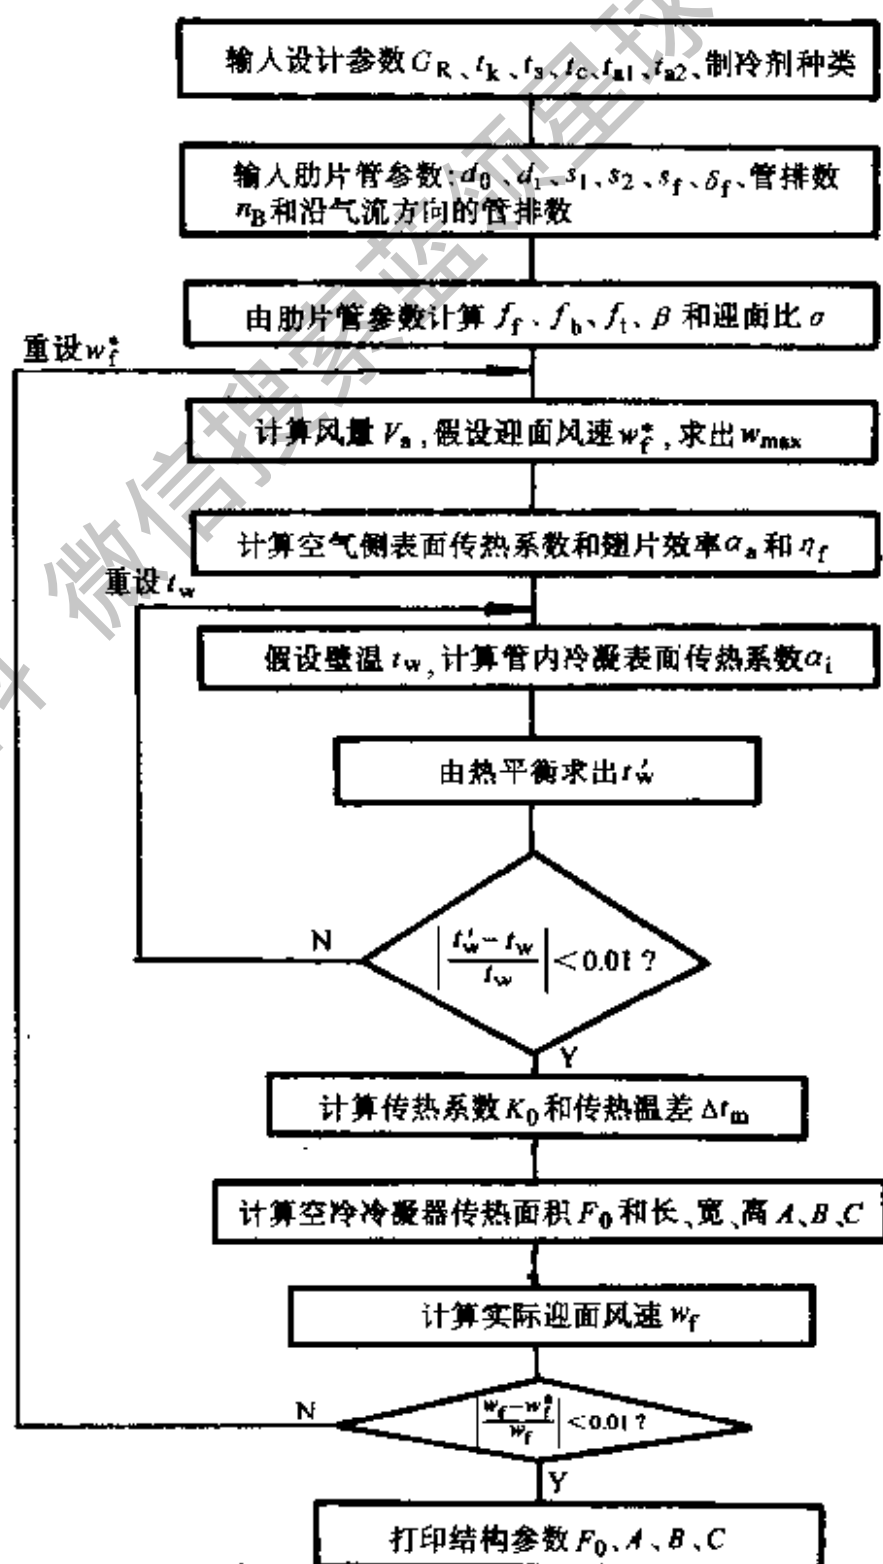 输入设计参数 G_R、t_k、t_s、t_c、t_a1、t_a2、制冷剂种类
输入肋片管参数:d_0、d_i、s_1、s_2、s_f、δ_f、管排数
n_B和沿气流方向的管排数
由肋片管参数计算 f_f、f_b、f_t、β 和迎面比 σ
重设 w_f*
计算风量 V_a,假设迎面风速 w_f*,求出 w_max
计算空气侧表面传热系数和翅片效率 α_a 和 η_f
重设 t_w
假设壁温 t_w,计算管内冷凝表面传热系数 α_i
由热平衡求出 t_w′
N
|(t_w′−t_w)/t_w|<0.01?
Y
计算传热系数 K_0 和传热温差 Δt_m
计算空冷冷凝器传热面积 F_0 和长、宽、高 A、B、C
计算实际迎面风速 w_f
N
|(w_f−w_f*)/w_f|<0.01?
Y
打印结构参数 F_0、A、B、C
微信搜索蓝领星球